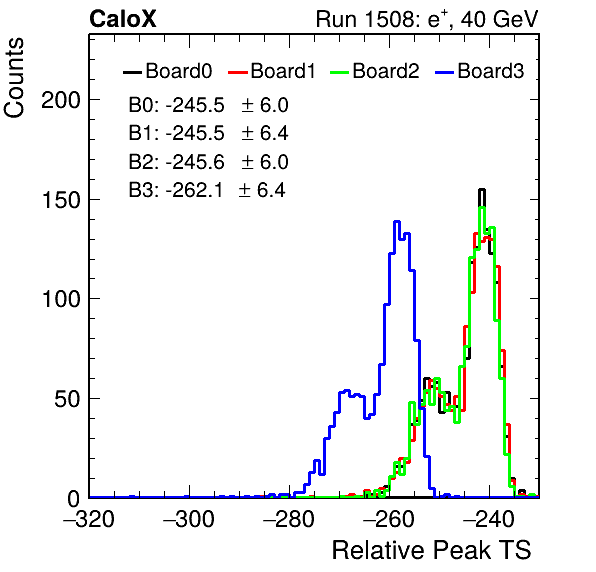 CaloX Run 1508: e⁺, 40 GeV
Counts
Board0 Board1 Board2 Board3
B0: -245.5 ± 6.0
B1: -245.5 ± 6.4
B2: -245.6 ± 6.0
B3: -262.1 ± 6.4
200
150
100
50
0
−320 −300 −280 −260 −240
Relative Peak TS